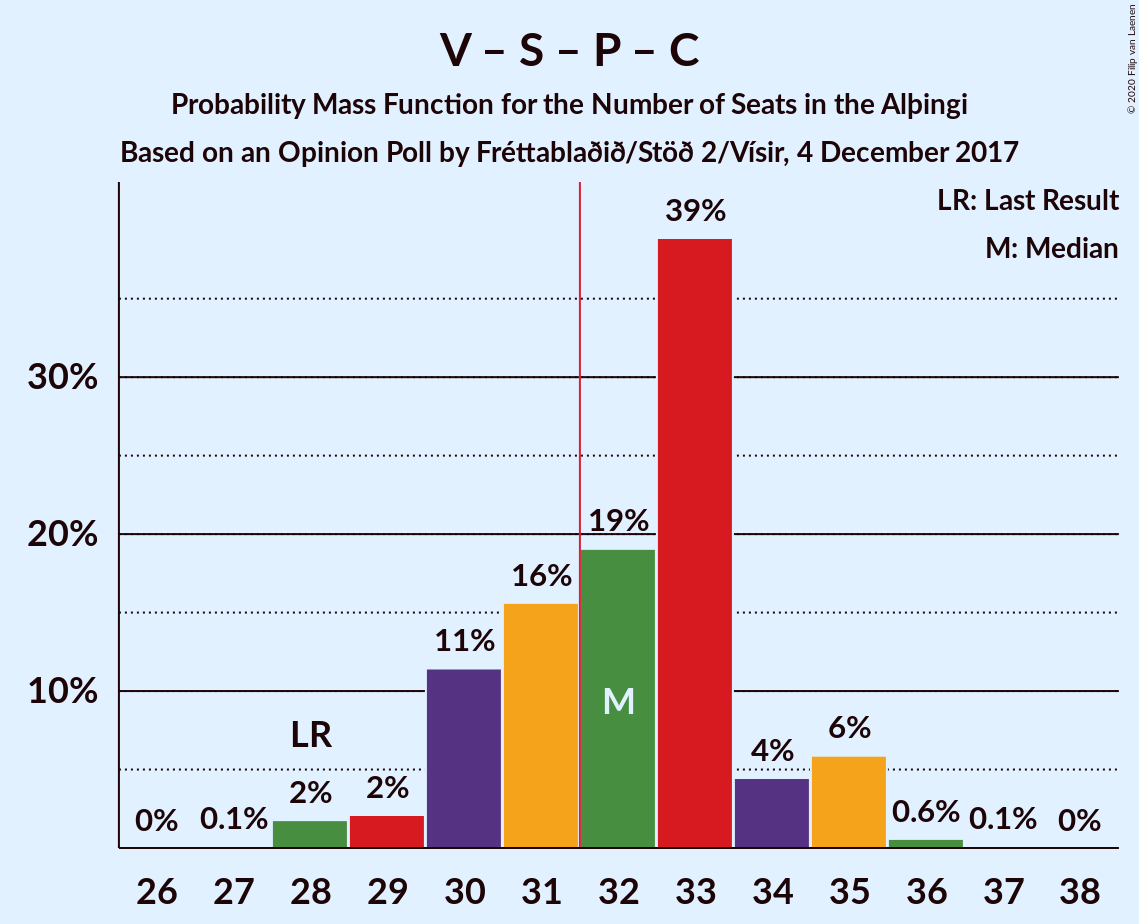 V – S – P – C
Probability Mass Function for the Number of Seats in the Alþingi
Based on an Opinion Poll by Fréttablaðið/Stöð 2/Vísir, 4 December 2017
© 2020 Filip van Laenen
LR: Last Result
M: Median
39%
30%
20%
19%
16%
11%
10%
M
LR
6%
4%
2%
2%
0%
0.1%
0.6%
0.1%
0%
26 27 28 29 30 31 32 33 34 35 36 37 38